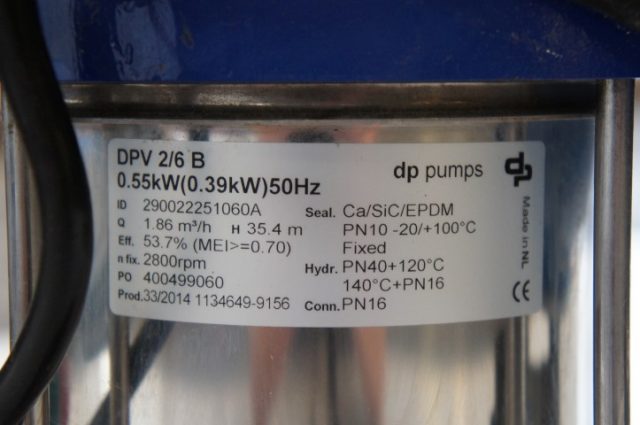 DPV 2/6 B
0.55kW(0.39kW)50Hz
dp pumps
dp
ID 290022251060A
Q 1.86 m³/h H 35.4 m
Eff. 53.7% (MEI>=0.70)
n fix. 2800rpm
PO 400499060
Prod. 33/2014 1134649-9156
Seal. Ca/SiC/EPDM
PN10 -20/+100°C
Fixed
Hydr. PN40+120°C
140°C+PN16
Conn. PN16
Made in NL
CE